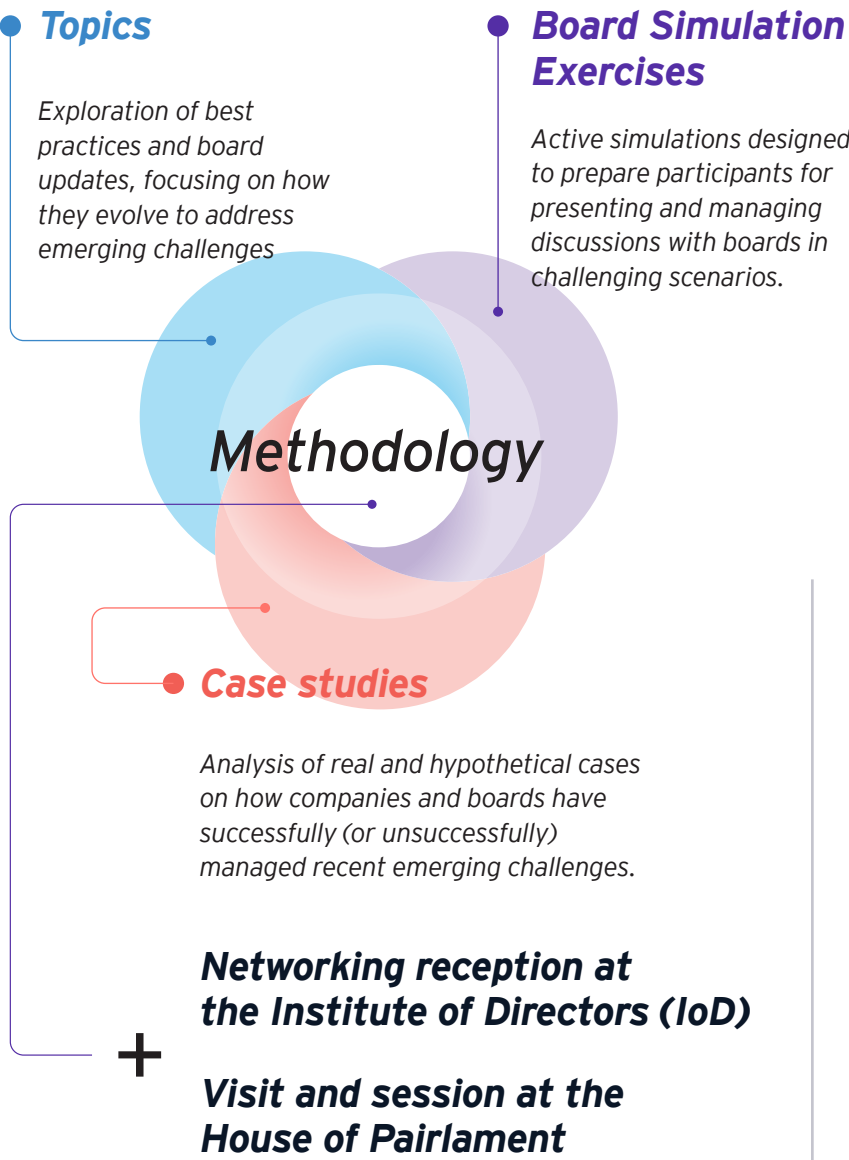 Topics
Exploration of best
practices and board
updates, focusing on how
they evolve to address
emerging challenges
Board Simulation
Exercises
Active simulations designed
to prepare participants for
presenting and managing
discussions with boards in
challenging scenarios.
Methodology
Case studies
Analysis of real and hypothetical cases
on how companies and boards have
successfully (or unsuccessfully)
managed recent emerging challenges.
+
Networking reception at
the Institute of Directors (IoD)
Visit and session at the
House of Pairlament